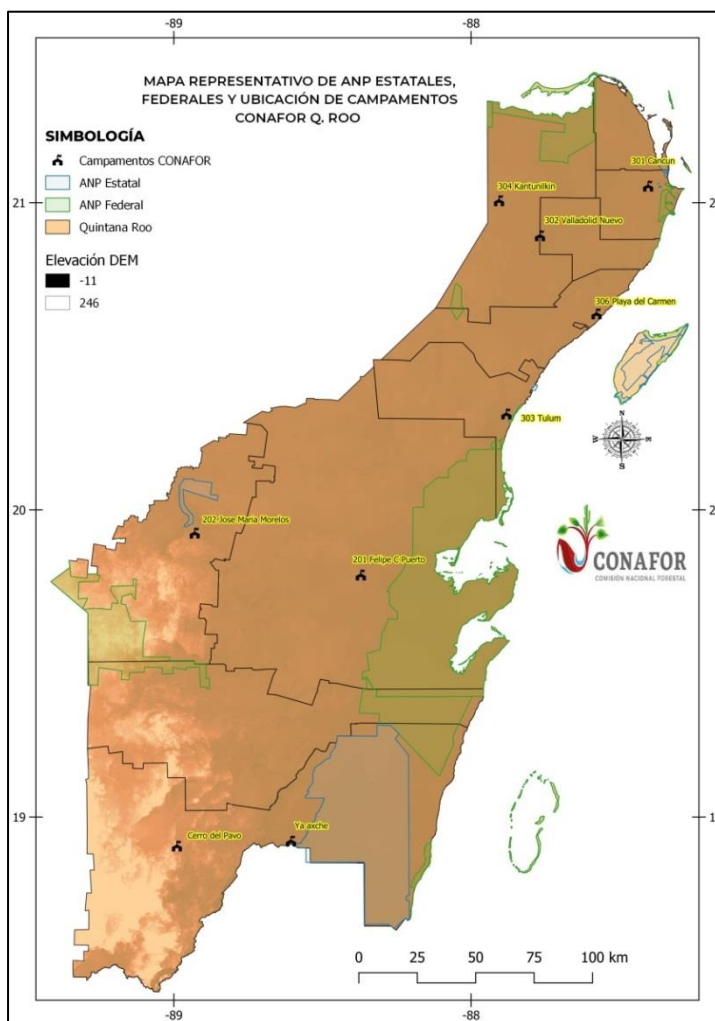 -89
-88
MAPA REPRESENTATIVO DE ANP ESTATALES,
FEDERALES Y UBICACIÓN DE CAMPAMENTOS
CONAFOR Q. ROO
SIMBOLOGÍA
Campamentos CONAFOR
ANP Estatal
ANP Federal
Quintana Roo
Elevación DEM
-11
246
301 Cancun
304 Kantunilkin
302 Valladolid Nuevo
21
21
306 Playa del Carmen
303 Tulum
N
W
E
S
20
20
202 Jose Maria Morelos
201 Felipe C Puerto
CONAFOR
COMISIÓN NACIONAL FORESTAL
19
Ya axche
Cerro del Pavo
0
25
50
75
100 km
-89
-88